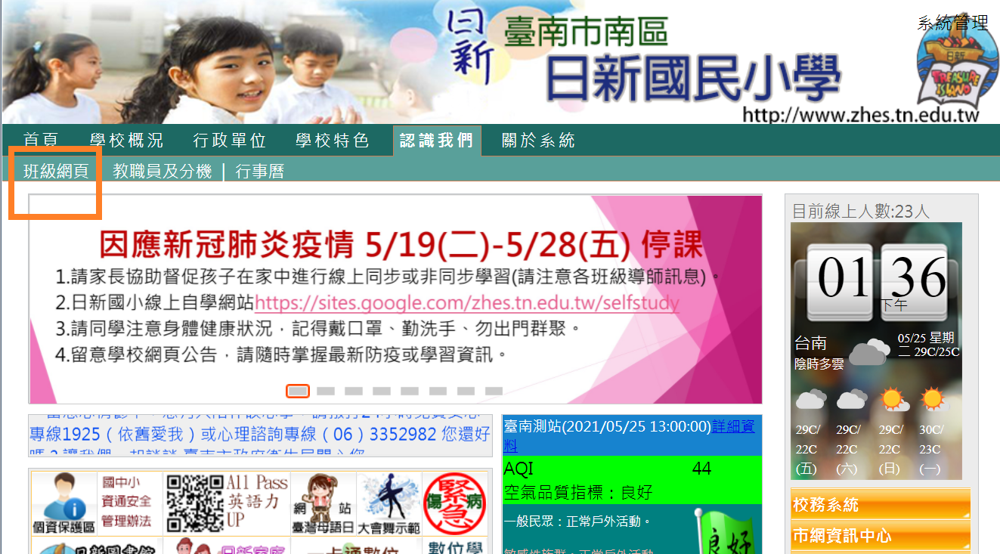 日新
臺南市南區
日新國民小學
http://www.zhes.tn.edu.tw
系統管理
日新
TREASURE
ISLAND
首頁 學校概況 行政單位 學校特色 認識我們 關於系統
班級網頁 教職員及分機 | 行事曆
因應新冠肺炎疫情 5/19(二)-5/28(五) 停課
1.請家長協助督促孩子在家中進行線上同步或非同步學習(請注意各班級導師訊息)。
2.日新國小線上自學網站https://sites.google.com/zhes.tn.edu.tw/selfstudy
3.請同學注意身體健康狀況，記得戴口罩、勤洗手、勿出門群聚。
4.留意學校網頁公告，請隨時掌握最新防疫或學習資訊。
目前線上人數:23人
01 36
下午
台南
陰時多雲
05/25 星期
二 29C/25C
29C/ 29C/ 29C/ 30C/
22C 22C 22C 23C
(五) (六) (日) (一)
校務系統
市網資訊中心
專線1925（依舊愛我）或心理諮詢專線（06）3352982 您還好
臺南測站(2021/05/25 13:00:00)詳細資
料
AQI 44
空氣品質指標：良好
一般民眾：正常戶外活動。
良好
個資保護區
國中小
資通安全
管理辦法
All Pass
英語力
UP
網站
臺灣母語日
大會舞示範
緊急
傷病
數位學